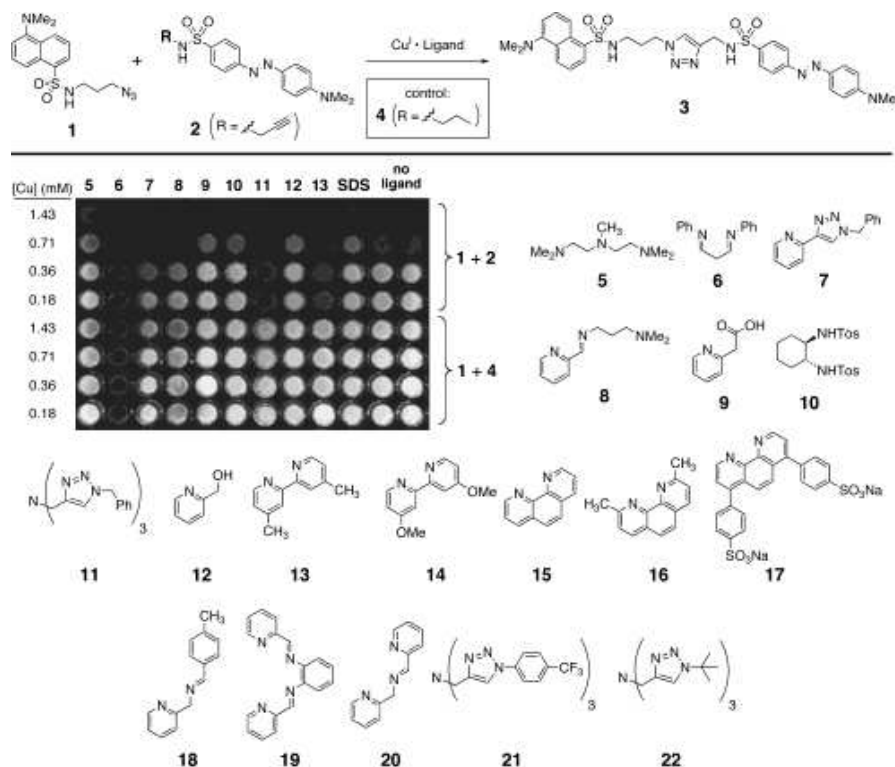 NMe2
R
O O
S
HN
O S
O NH
N3
N N
NMe2
1
+
2 (R = )
CuI · Ligand
control:
4 (R = )
Me2N
O O
S
N
H
N
N=N
N
H
O O
S
N N
NMe
3
[Cu] (mM) 5 6 7 8 9 10 11 12 13 SDS no ligand
1.43
0.71
0.36
0.18
1 + 2
1.43
0.71
0.36
0.18
1 + 4
CH3
Me2N N NMe2
5
Ph N N Ph
6
N=N
N N Ph
7
N N NMe2
8
O OH
N
9
NHTos
NHTos
10
N ( N=N N Ph )3
11
OH
N
12
N N CH3
CH3
13
N N OMe
OMe
14
N N
15
CH3
N N
CH3
16
N N
SO3Na
SO3Na
17
CH3
N
N
18
N
N
N
N
19
N
N
N
20
N ( N=N N CF3 )3
21
N ( N=N N )3
22